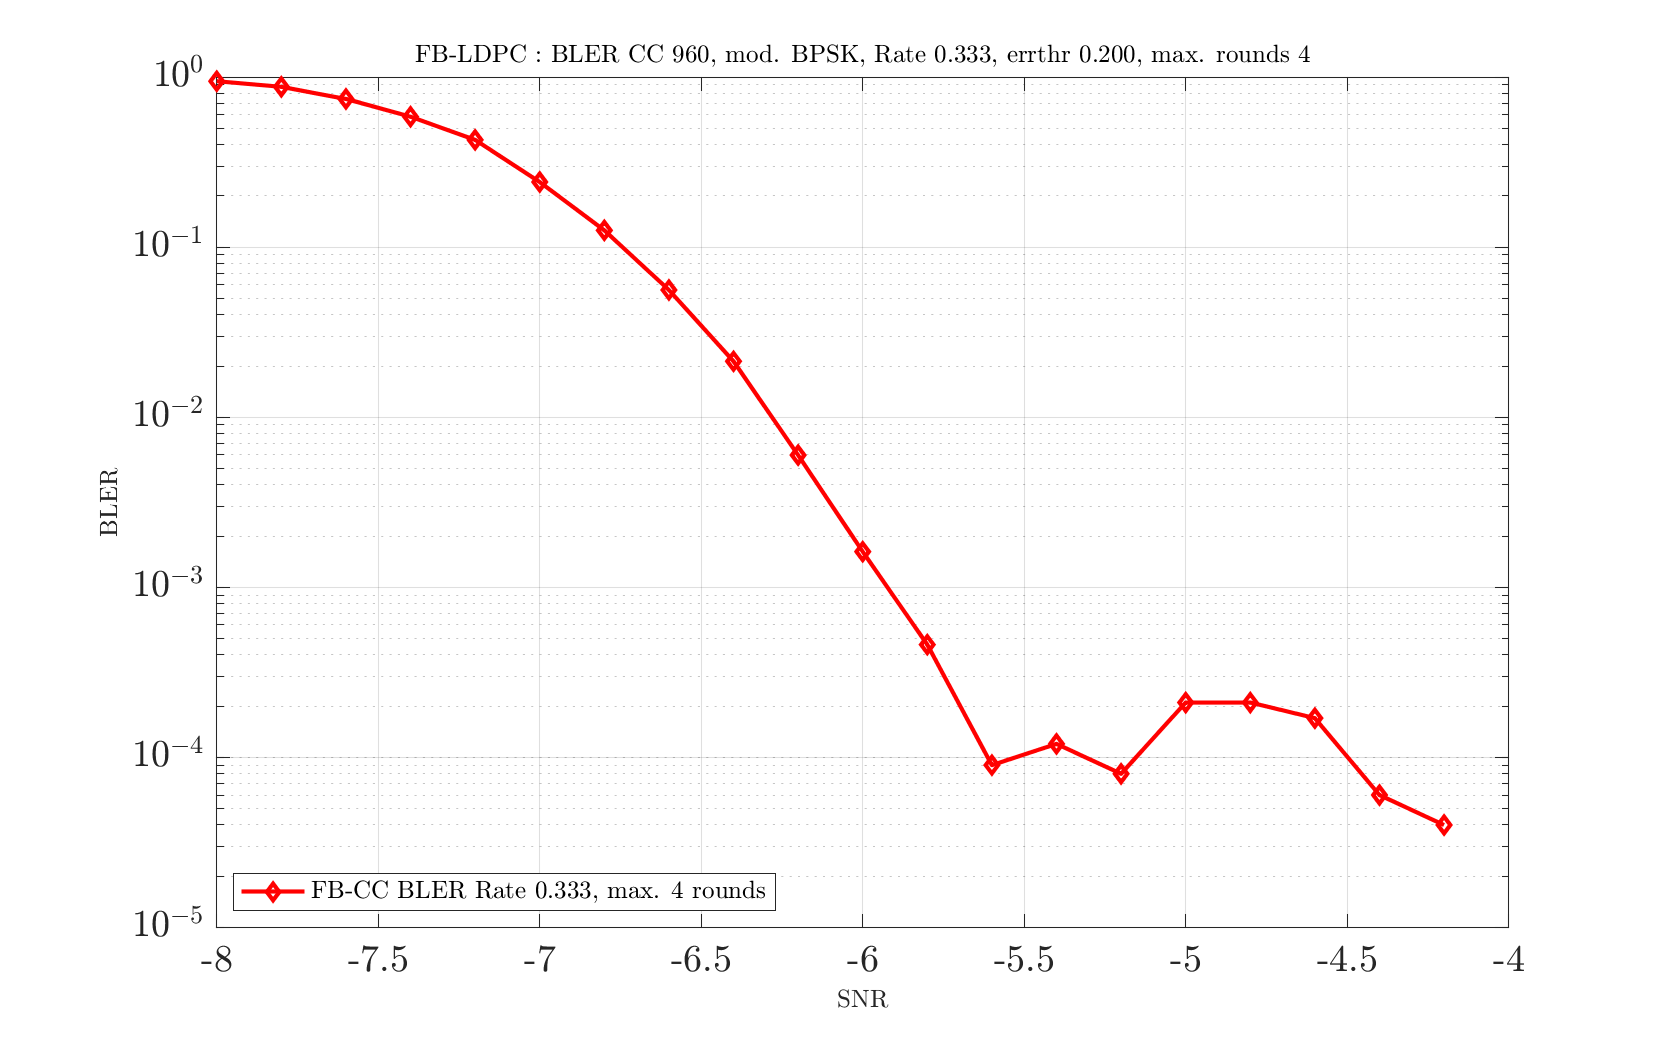 FB-LDPC : BLER CC 960, mod. BPSK, Rate 0.333, errthr 0.200, max. rounds 4
10^0
10^{-1}
10^{-2}
BLER
10^{-3}
10^{-4}
FB-CC BLER Rate 0.333, max. 4 rounds
10^{-5}
-8 -7.5 -7 -6.5 -6 -5.5 -5 -4.5 -4
SNR